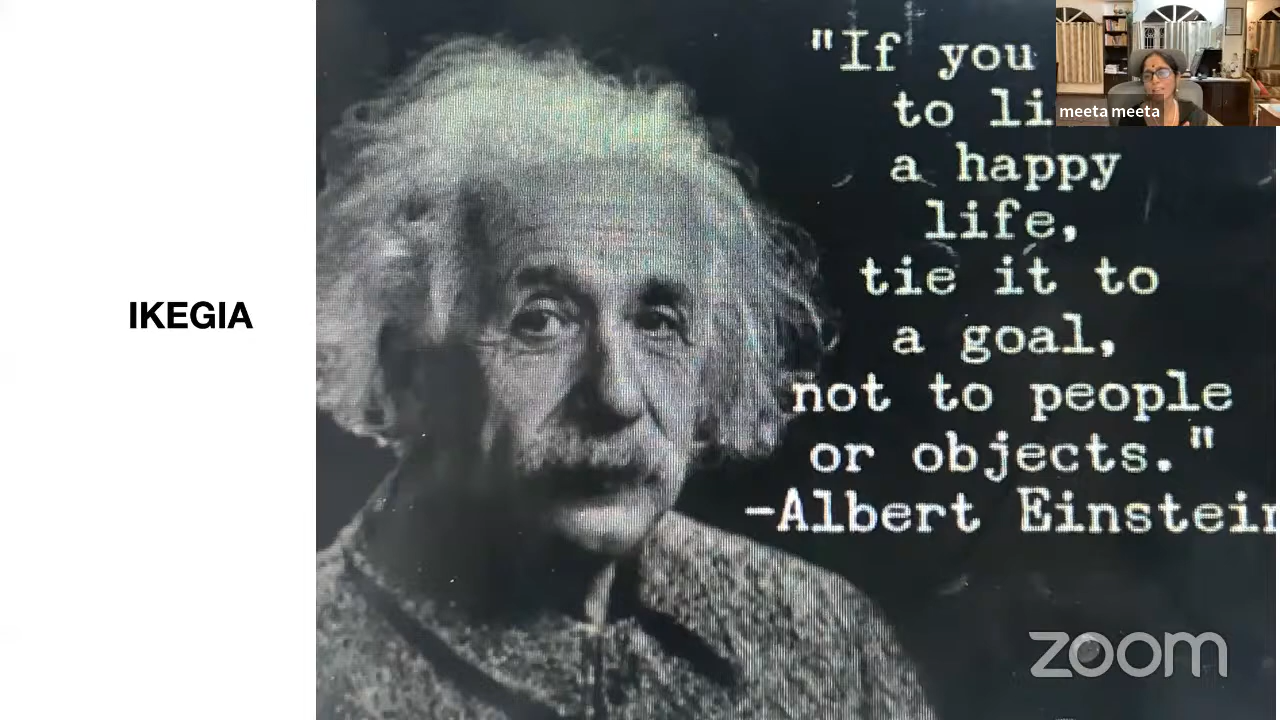 IKEGIA
"If you
to li
a happy
life,
tie it to
a goal,
not to people
or objects."
-Albert Einstein
meeta meeta
zoom